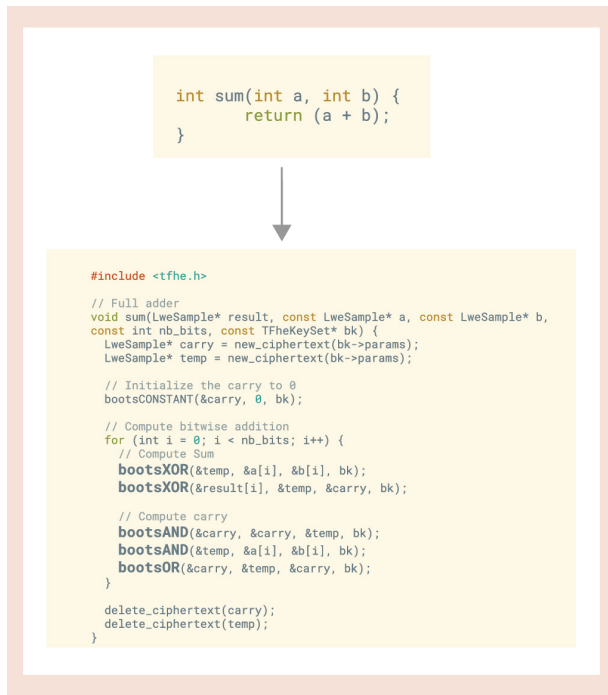 int sum(int a, int b) {
return (a + b);
}
#include <tfhe.h>
// Full adder
void sum(LweSample* result, const LweSample* a, const LweSample* b,
const int nb_bits, const TFheKeySet* bk) {
LweSample* carry = new_ciphertext(bk->params);
LweSample* temp = new_ciphertext(bk->params);
// Initialize the carry to 0
bootsCONSTANT(&carry, 0, bk);
// Compute bitwise addition
for (int i = 0; i < nb_bits; i++) {
// Compute Sum
bootsXOR(&temp, &a[i], &b[i], bk);
bootsXOR(&result[i], &temp, &carry, bk);
// Compute carry
bootsAND(&carry, &carry, &temp, bk);
bootsAND(&temp, &a[i], &b[i], bk);
bootsOR(&carry, &temp, &carry, bk);
}
delete_ciphertext(carry);
delete_ciphertext(temp);
}